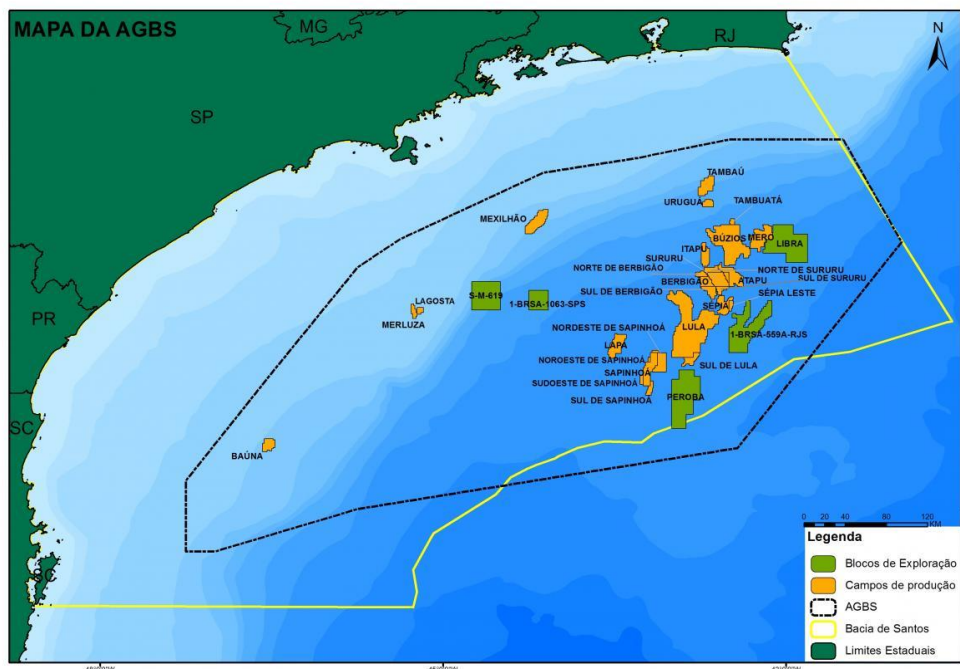 MAPA DA AGBS
MG
RJ
N
SP
TAMBAÚ
URUGUÁ
TAMBUATÁ
MEXILHÃO
BÚZIOS
MERO
LIBRA
ITAPU
SURURU
NORTE DE BERBIGÃO
NORTE DE SURURU
SUL DE SURURU
BERBIGÃO
ATAPU
SUL DE BERBIGÃO
SÉPIA LESTE
SÉPIA
S-M-619
1-BRSA-1063-SPS
PR
LAGOSTA
MERLUZA
NORDESTE DE SAPINHOÁ
LULA
1-BRSA-559A-RJS
LAPA
NOROESTE DE SAPINHOÁ
SUL DE LULA
SAPINHOÁ
SUDOESTE DE SAPINHOÁ
PEROBA
SUL DE SAPINHOÁ
SC
BAÚNA
0 20 40 80 120
KM
Legenda
Blocos de Exploração
Campos de produção
AGBS
Bacia de Santos
Limites Estaduais
SC